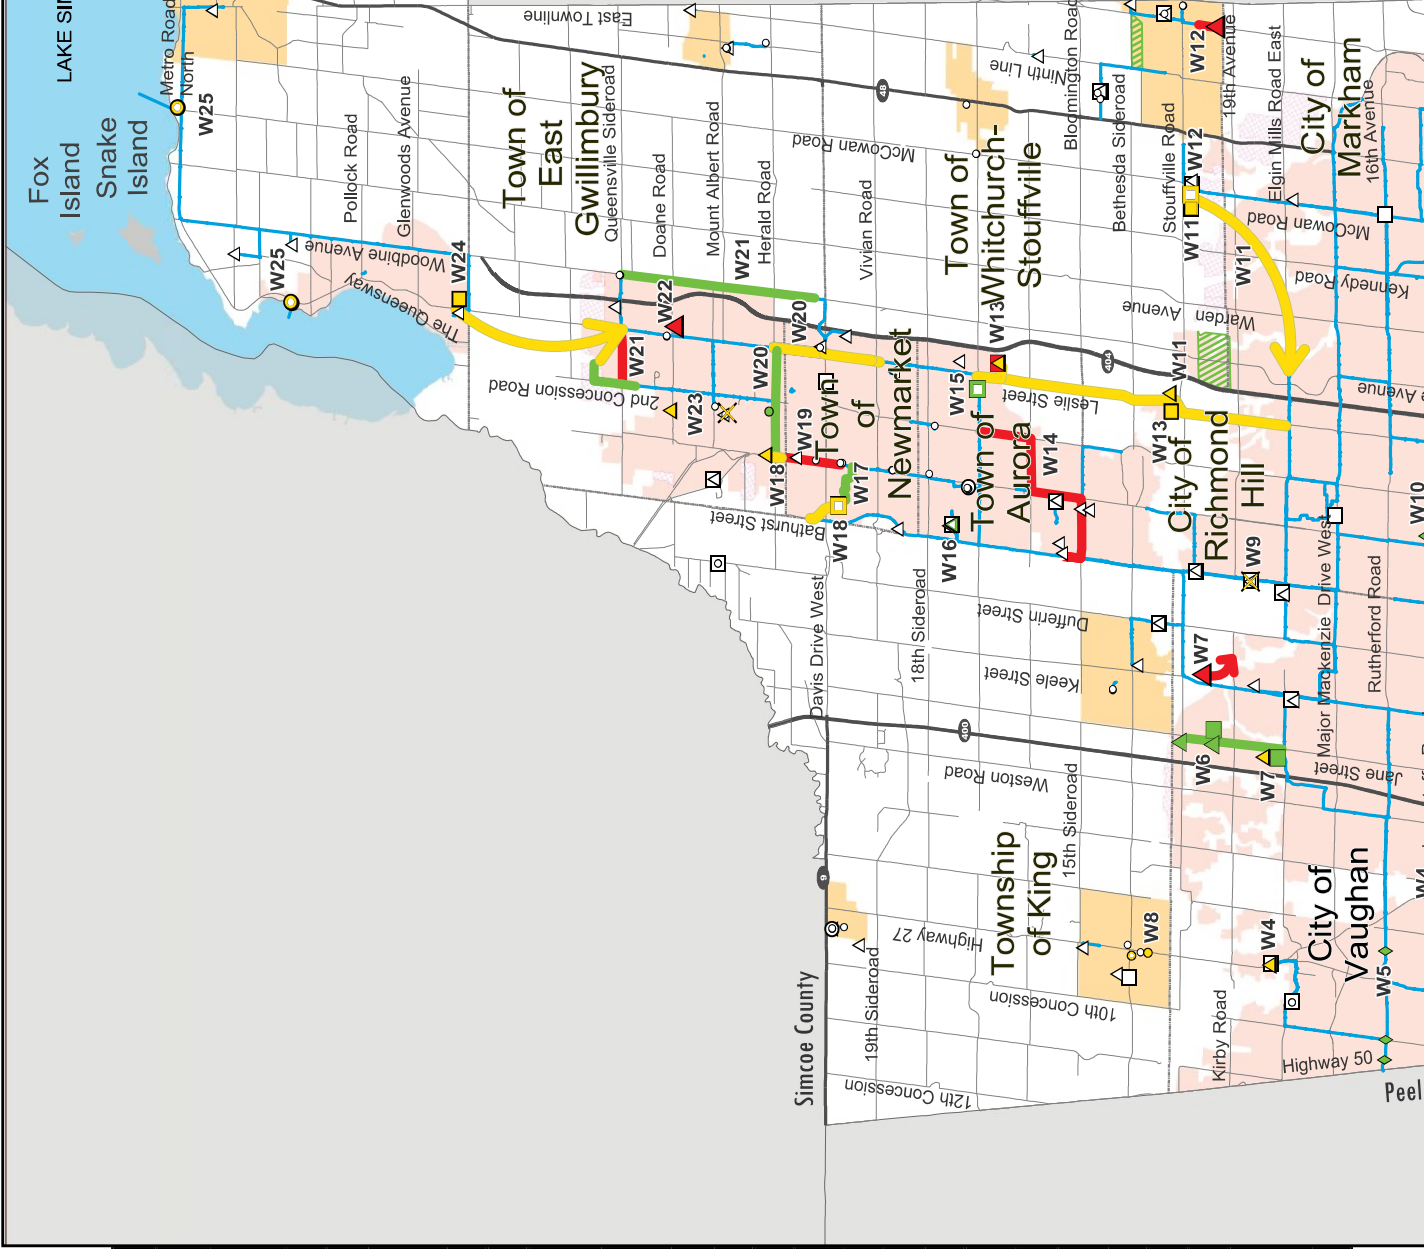 LAKE SI
Metro Road
North
W25
Fox
Island
Snake
Island
East Townline
Pollock Road
Glenwoods Avenue
Town of
East
Gwillimbury
Queensville Sideroad
Doane Road
Mount Albert Road
Herald Road
48
Ninth Line
Bloomington Road
Bethesda Sideroad
Stouffville Road
W12
19th Avenue
Elgin Mills Road East
City of
Markham
16th Avenue
McCowan Road
Vivian Road
Town of
Whitchurch-
Stouffville
W12
W11
W11
McCowan Road
Kennedy Road
Warden
Avenue
W25
Woodbine Avenue
The Queensway
W24
W21
W22
W20
W21
W20
2nd Concession Road
W23
W19
Town
of
Newmarket
W13
W15
Leslie Street
404
W11
W13
Avenue
City of
Richmond
Hill
Town of
Aurora
W14
W18
W17
W18
Bathurst Street
W16
W9
W10
Davis Drive West
18th Sideroad
Dufferin Street
Keele Street
W7
Major Mackenzie Drive West
Rutherford Road
400
Weston Road
W6
W7
Jane Street
15th Sideroad
9
Township
of King
Highway 27
W8
W4
City of
Vaughan
W4
W5
Simcoe County
19th Sideroad
10th Concession
12th Concession
Kirby Road
Highway 50
Peel